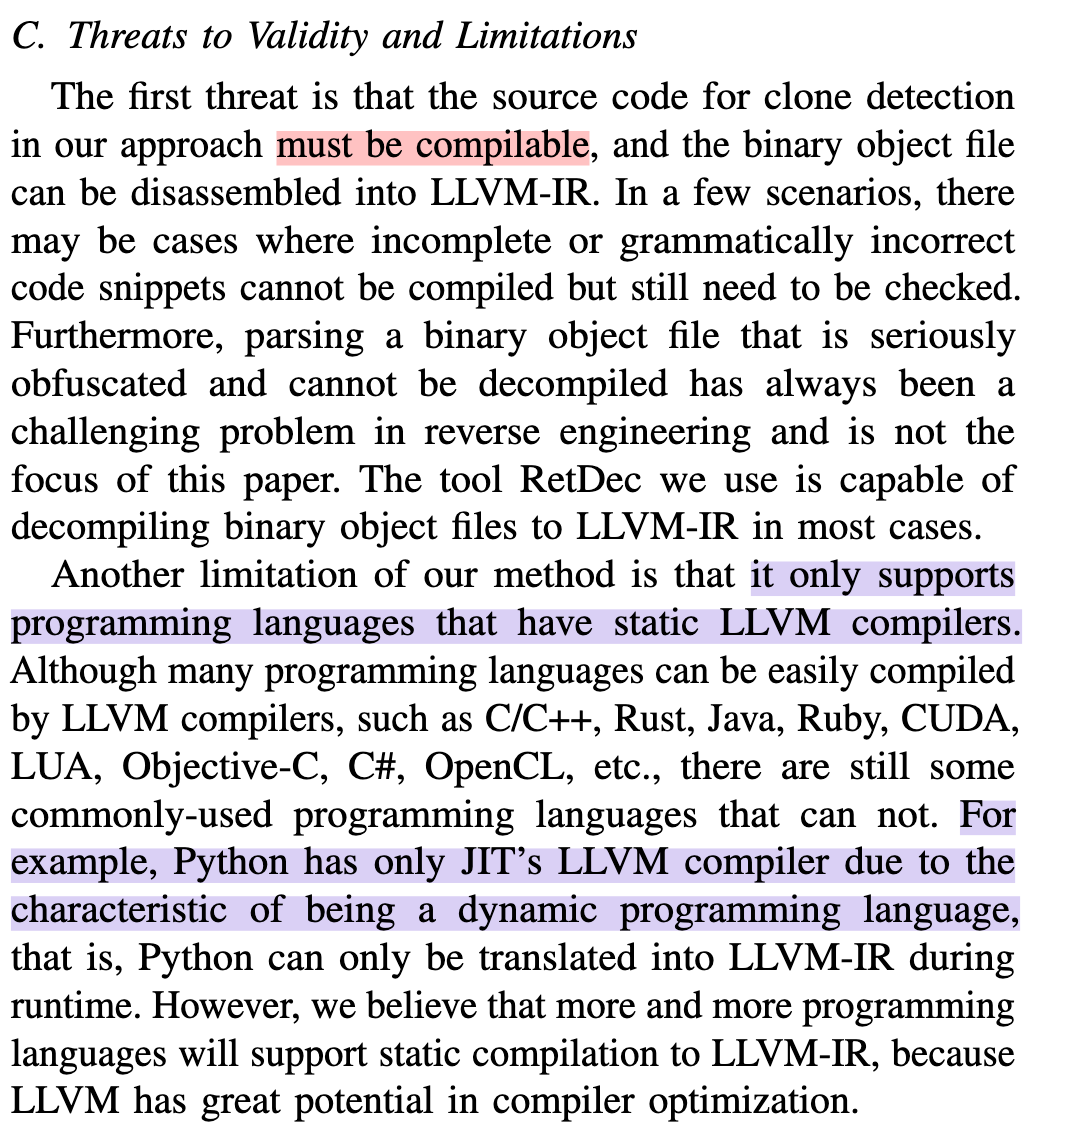 C. Threats to Validity and Limitations
The first threat is that the source code for clone detection
in our approach must be compilable, and the binary object file
can be disassembled into LLVM-IR. In a few scenarios, there
may be cases where incomplete or grammatically incorrect
code snippets cannot be compiled but still need to be checked.
Furthermore, parsing a binary object file that is seriously
obfuscated and cannot be decompiled has always been a
challenging problem in reverse engineering and is not the
focus of this paper. The tool RetDec we use is capable of
decompiling binary object files to LLVM-IR in most cases.
Another limitation of our method is that it only supports
programming languages that have static LLVM compilers.
Although many programming languages can be easily compiled
by LLVM compilers, such as C/C++, Rust, Java, Ruby, CUDA,
LUA, Objective-C, C#, OpenCL, etc., there are still some
commonly-used programming languages that can not. For
example, Python has only JIT's LLVM compiler due to the
characteristic of being a dynamic programming language,
that is, Python can only be translated into LLVM-IR during
runtime. However, we believe that more and more programming
languages will support static compilation to LLVM-IR, because
LLVM has great potential in compiler optimization.